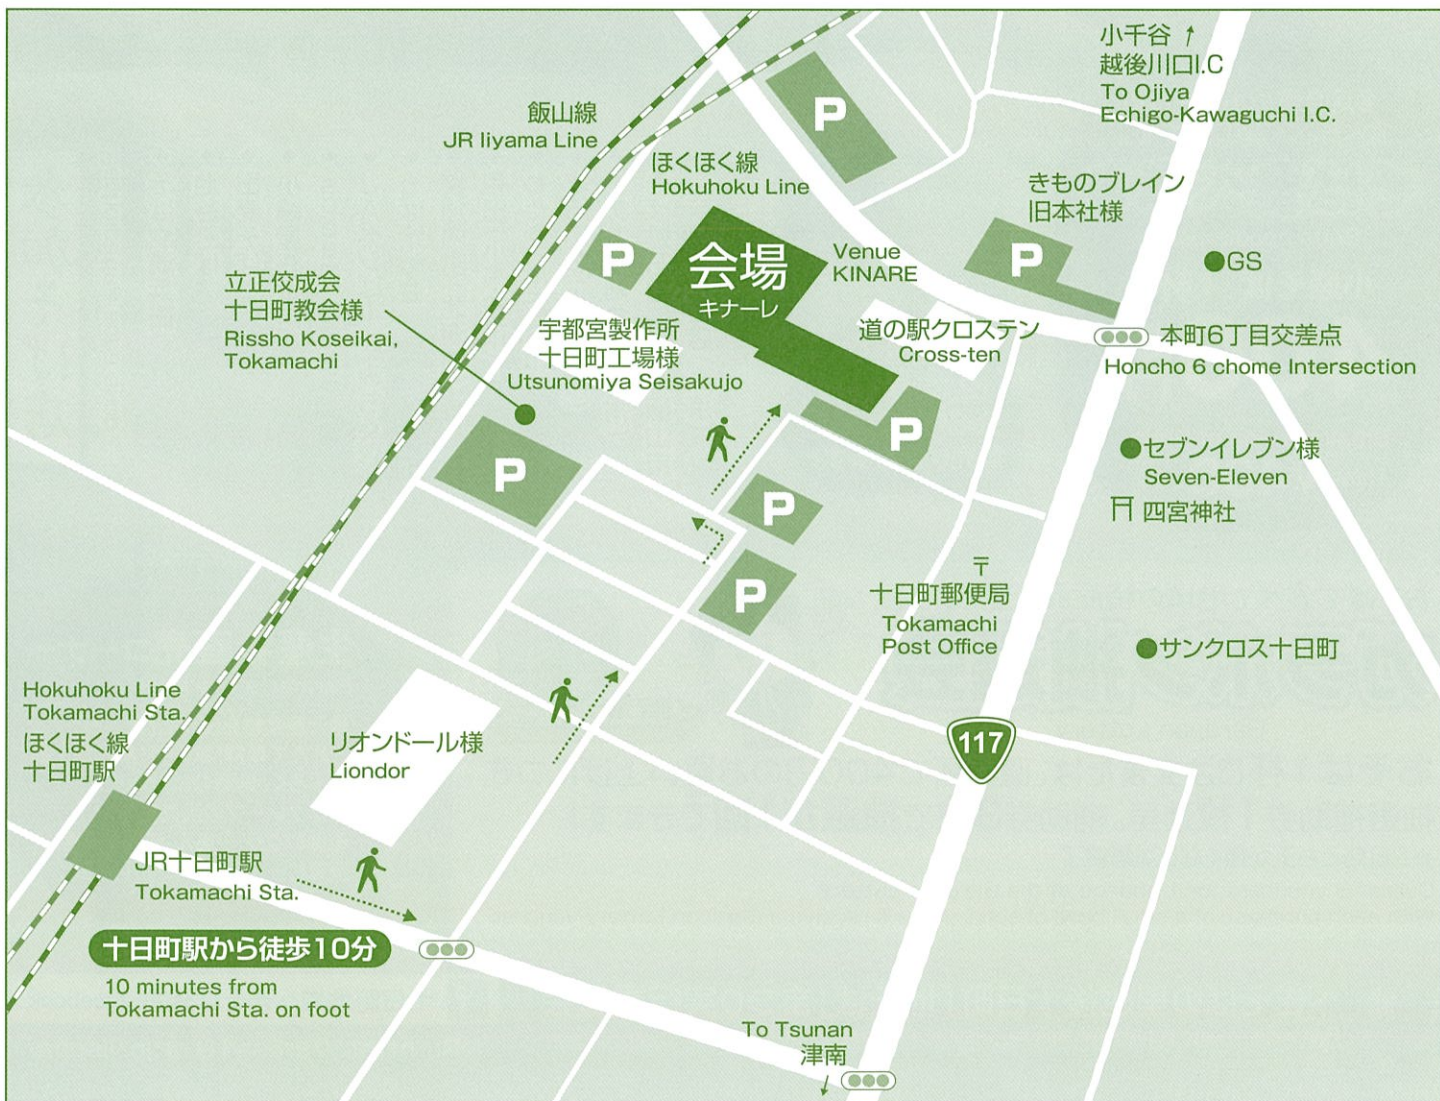 小千谷 ↑
越後川口I.C
To Ojiya
Echigo-Kawaguchi I.C.
飯山線
JR Iiyama Line
P
ほくほく線
Hokuhoku Line
きものブレイン
旧本社様
P
会場
キナーレ
Venue
KINARE
P
GS
立正佼成会
十日町教会様
Rissho Koseikai,
Tokamachi
宇都宮製作所
十日町工場様
Utsunomiya Seisakujo
道の駅クロステン
Cross-ten
本町6丁目交差点
Honcho 6 chome Intersection
P
P
セブンイレブン様
Seven-Eleven
四宮神社
P
P
〒
十日町郵便局
Tokamachi
Post Office
サンクロス十日町
Hokuhoku Line
Tokamachi Sta.
ほくほく線
十日町駅
リオンドール様
Liondor
117
JR十日町駅
Tokamachi Sta.
十日町駅から徒歩10分
10 minutes from
Tokamachi Sta. on foot
To Tsunan
津南
↓